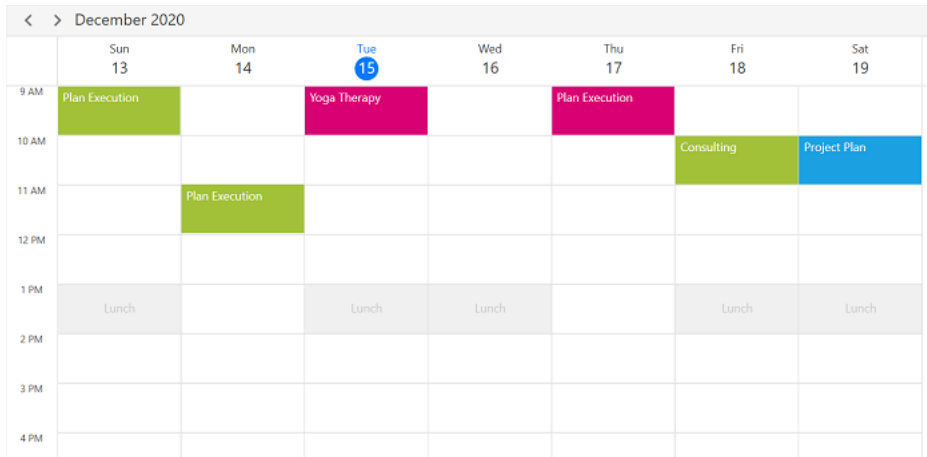 December 2020
Sun Mon Tue Wed Thu Fri Sat
13 14 15 16 17 18 19
9 AM
Plan Execution Yoga Therapy Plan Execution
10 AM
Consulting Project Plan
11 AM
Plan Execution
12 PM
1 PM
Lunch Lunch Lunch Lunch Lunch
2 PM
3 PM
4 PM